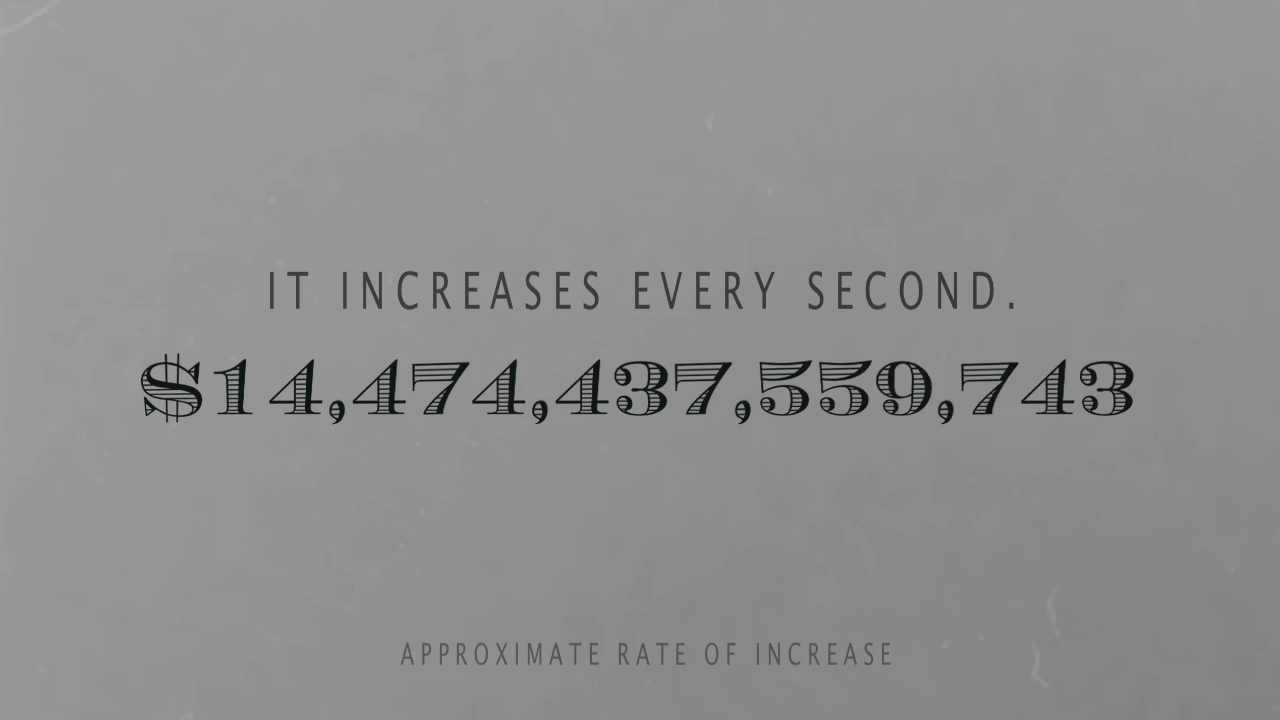 IT INCREASES EVERY SECOND.
$14,474,437,559,743
APPROXIMATE RATE OF INCREASE